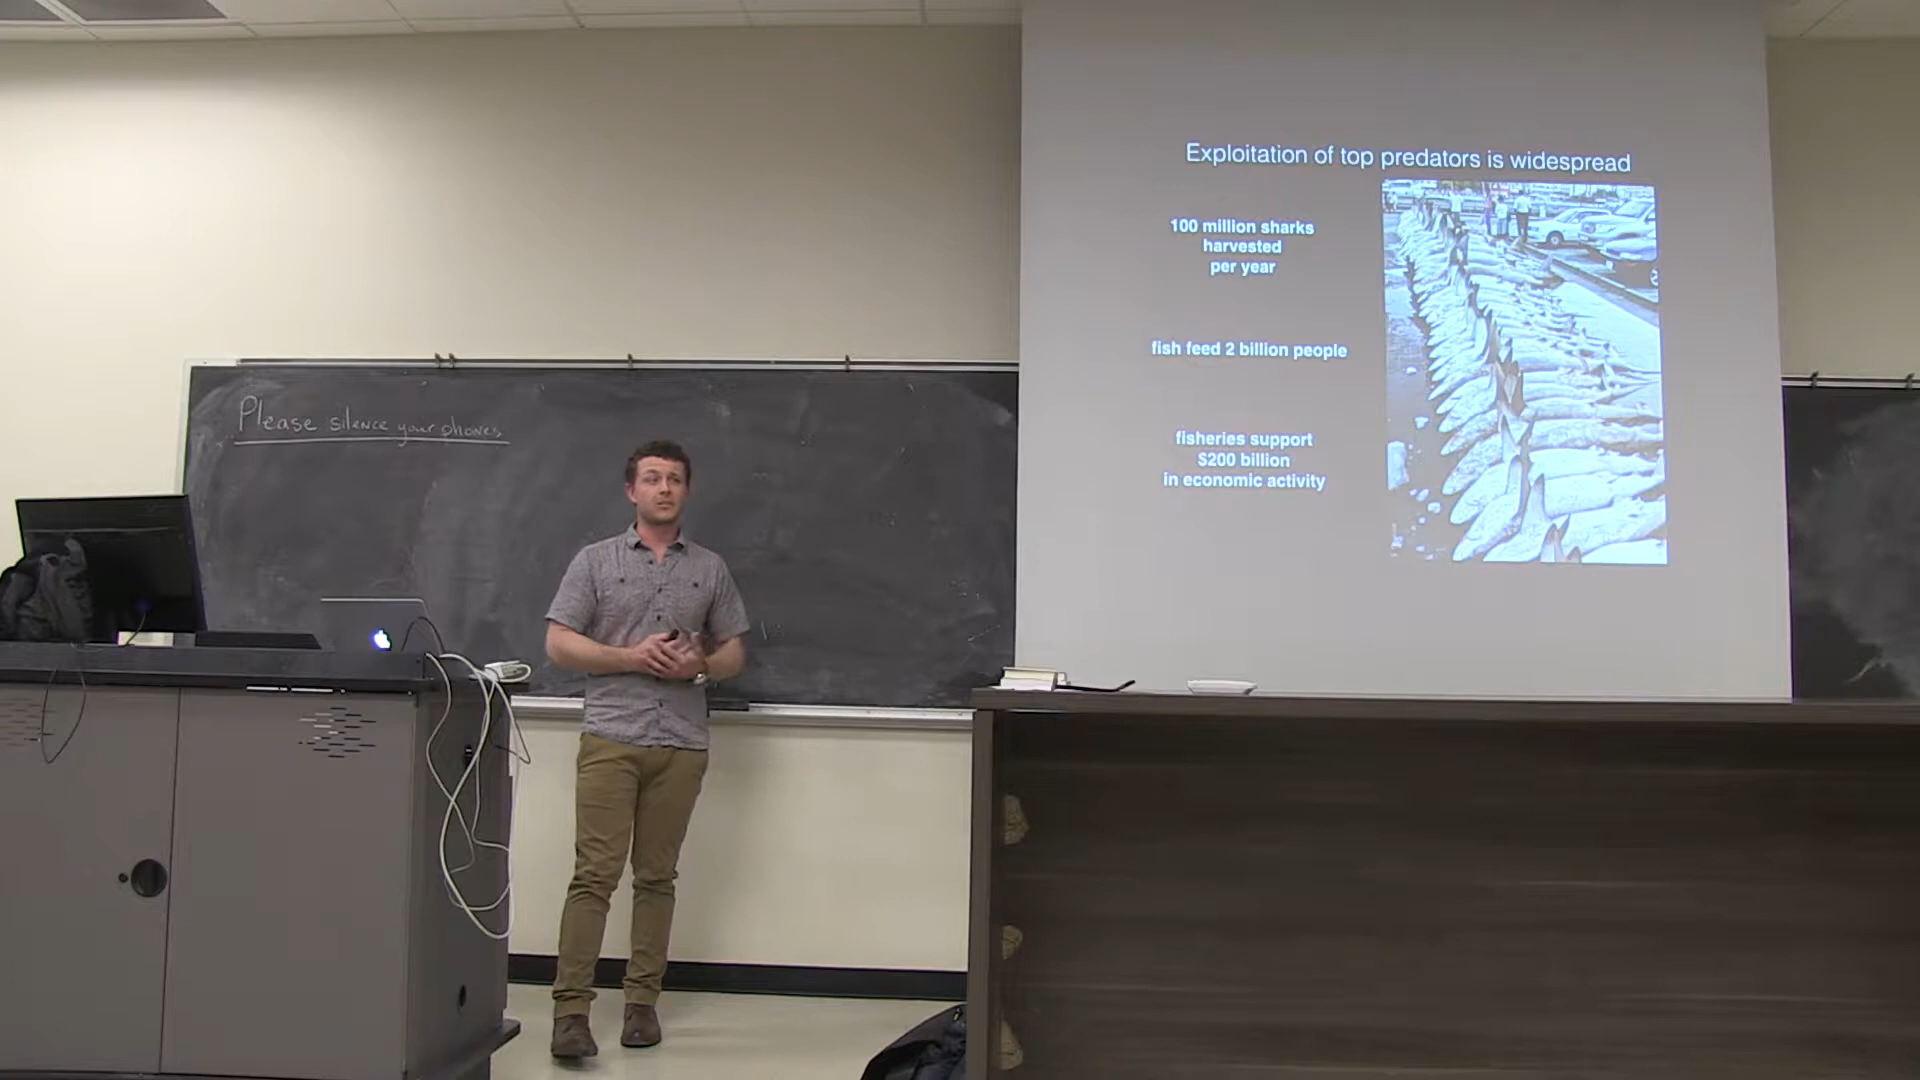 Please silence your phones
Exploitation of top predators is widespread
100 million sharks
harvested
per year
fish feed 2 billion people
fisheries support
$200 billion
in economic activity